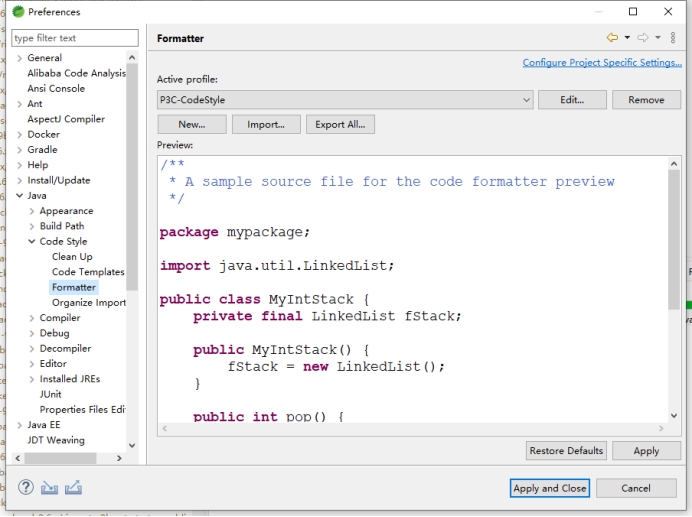 Preferences
type filter text
General
Alibaba Code Analysis
Ansi Console
Ant
AspectJ Compiler
Docker
Gradle
Help
Install/Update
Java
Appearance
Build Path
Code Style
Clean Up
Code Templates
Formatter
Organize Import
Compiler
Debug
Decompiler
Editor
Installed JREs
JUnit
Properties Files Edi
Java EE
JDT Weaving
Formatter
Configure Project Specific Settings...
Active profile:
P3C-CodeStyle
Edit...
Remove
New...
Import...
Export All...
Preview:
/**
* A sample source file for the code formatter preview
*/
package mypackage;
import java.util.LinkedList;
public class MyIntStack {
private final LinkedList fStack;
public MyIntStack() {
fStack = new LinkedList();
}
public int pop() {
Restore Defaults
Apply
Apply and Close
Cancel